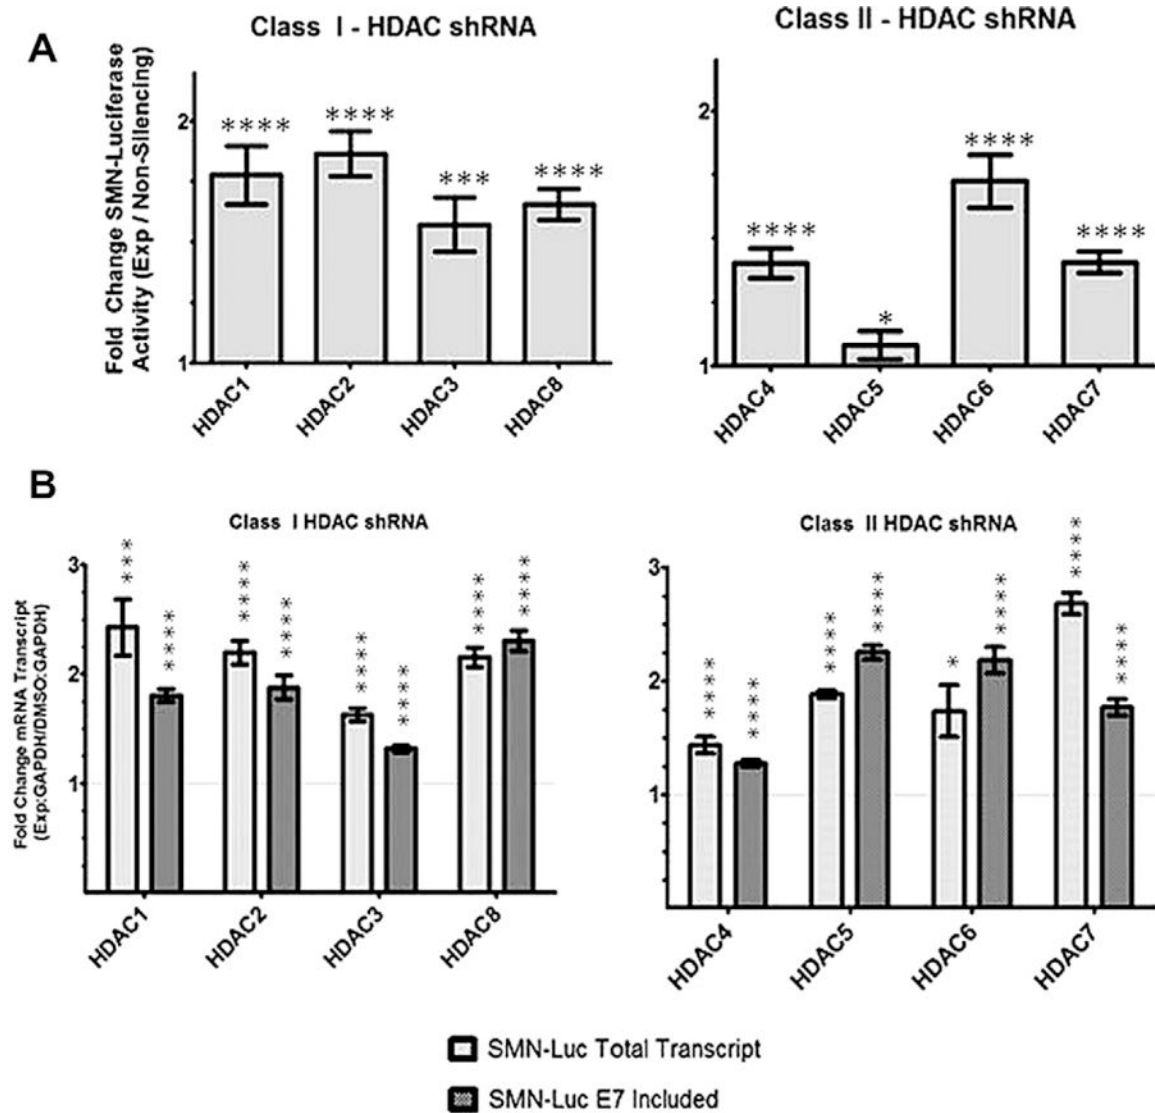 A
Class I - HDAC shRNA
Class II - HDAC shRNA
Fold Change SMN-Luciferase
Activity (Exp / Non-Silencing)
2
1
**** **** *** ****
HDAC1 HDAC2 HDAC3 HDAC8
2
1
**** * **** ****
HDAC4 HDAC5 HDAC6 HDAC7
B
Class I HDAC shRNA
Class II HDAC shRNA
Fold Change mRNA Transcript
(Exp:GAPDH/DMSO:GAPDH)
3
2
1
*** **** **** **** **** **** **** ****
HDAC1 HDAC2 HDAC3 HDAC8
3
2
1
**** **** **** **** * **** **** ****
HDAC4 HDAC5 HDAC6 HDAC7
SMN-Luc Total Transcript
SMN-Luc E7 Included